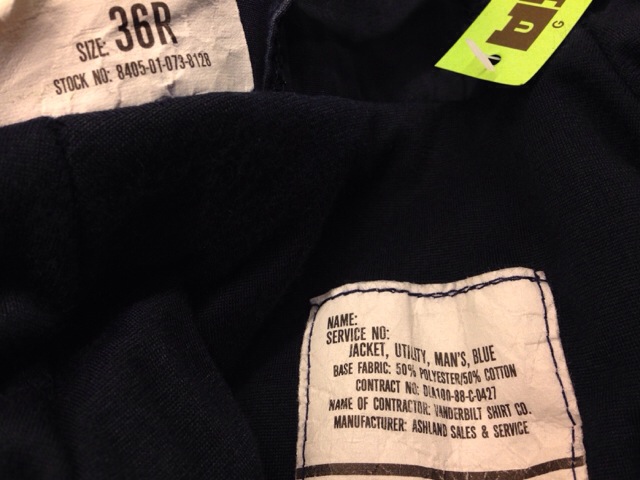 SIZE: 36R
STOCK NO: 8405-01-073-8128
G
NAME:
SERVICE NO:
JACKET, UTILITY, MAN'S, BLUE
BASE FABRIC: 50% POLYESTER/50% COTTON
CONTRACT NO: DLA100-88-C-0427
NAME OF CONTRACTOR: VANDERBILT SHIRT CO.
MANUFACTURER: ASHLAND SALES & SERVICE